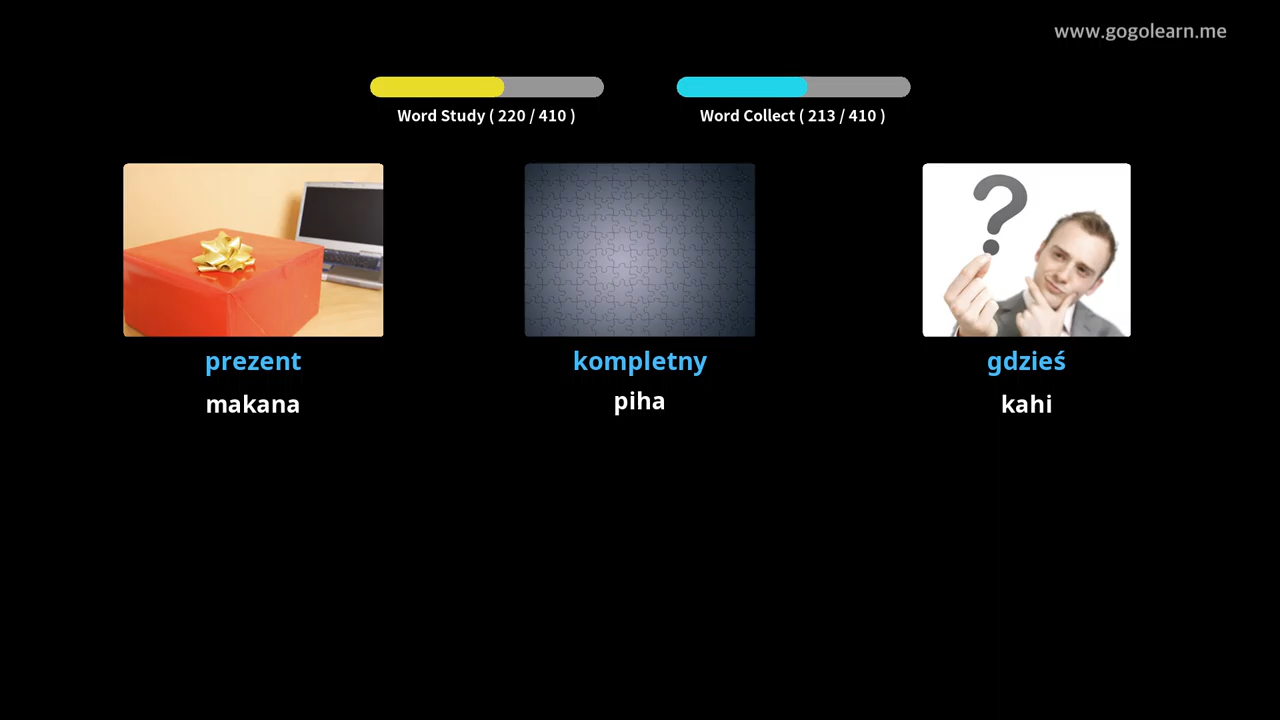 www.gogolearn.me
Word Study ( 220 / 410 )
Word Collect ( 213 / 410 )
prezent
kompletny
gdzieś
makana
piha
kahi